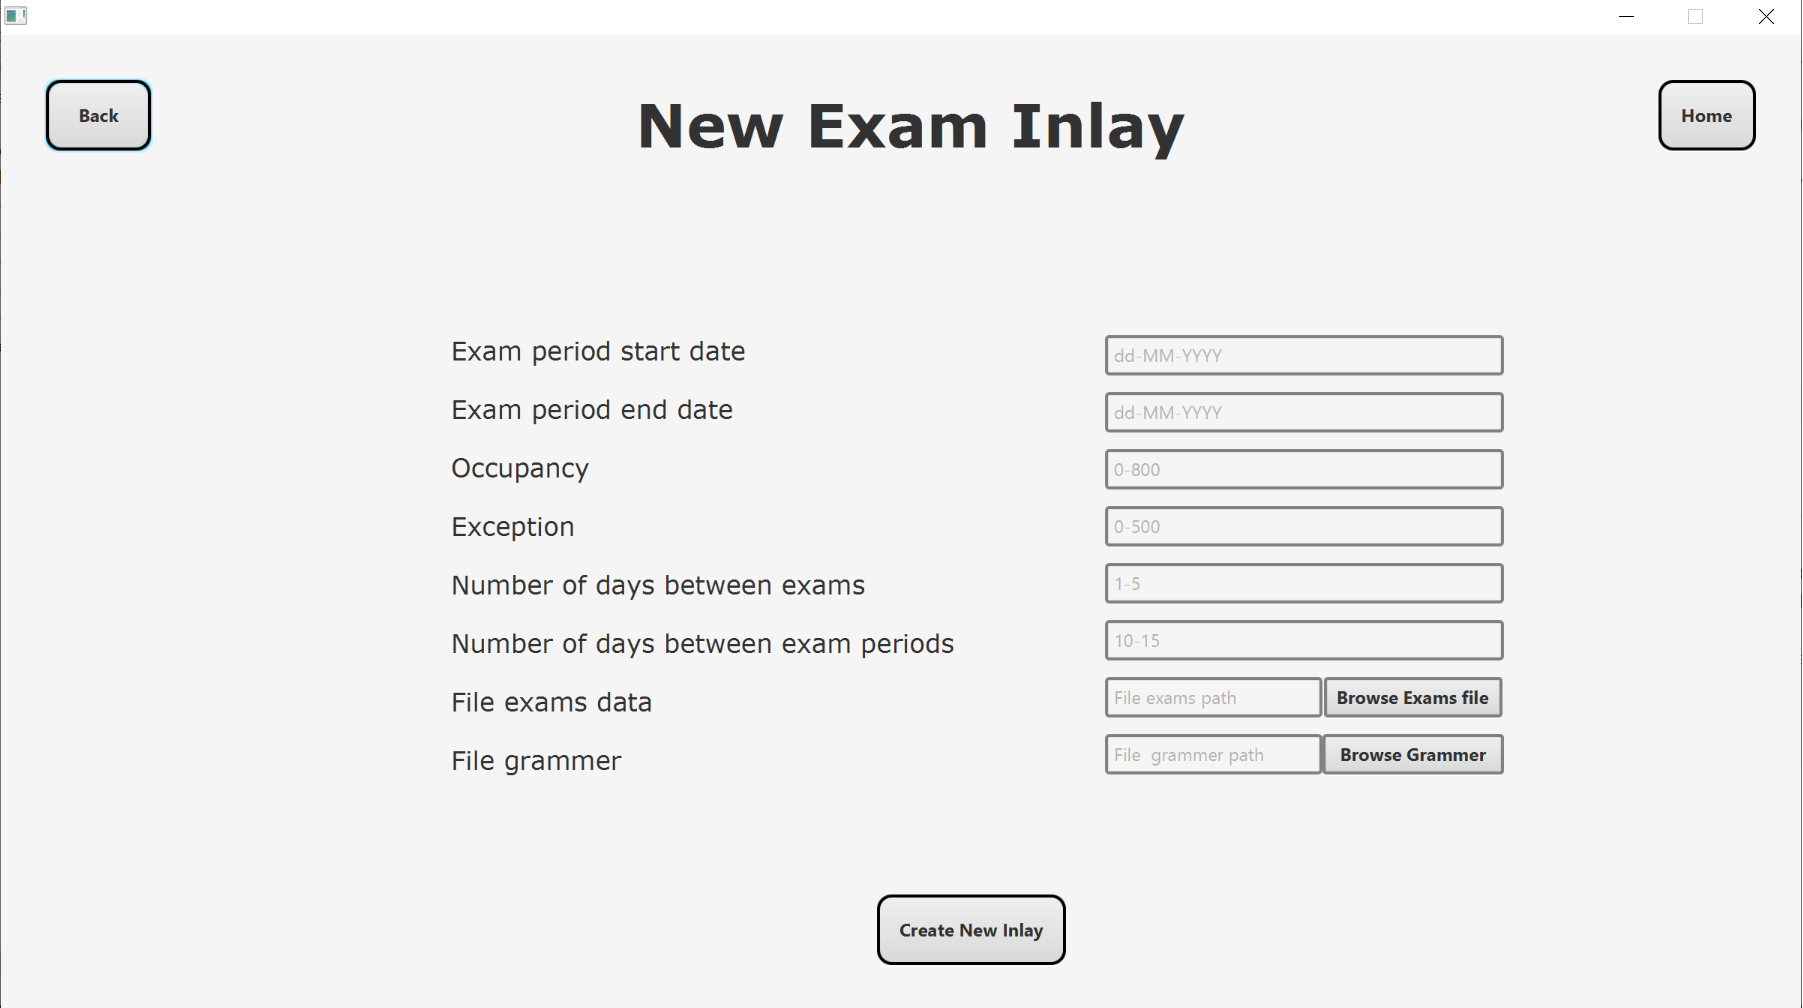 Back
New Exam Inlay
Home
Exam period start date
dd-MM-YYYY
Exam period end date
dd-MM-YYYY
Occupancy
0-800
Exception
0-500
Number of days between exams
1-5
Number of days between exam periods
10-15
File exams data
File exams path
Browse Exams file
File grammer
File  grammer path
Browse Grammer
Create New Inlay